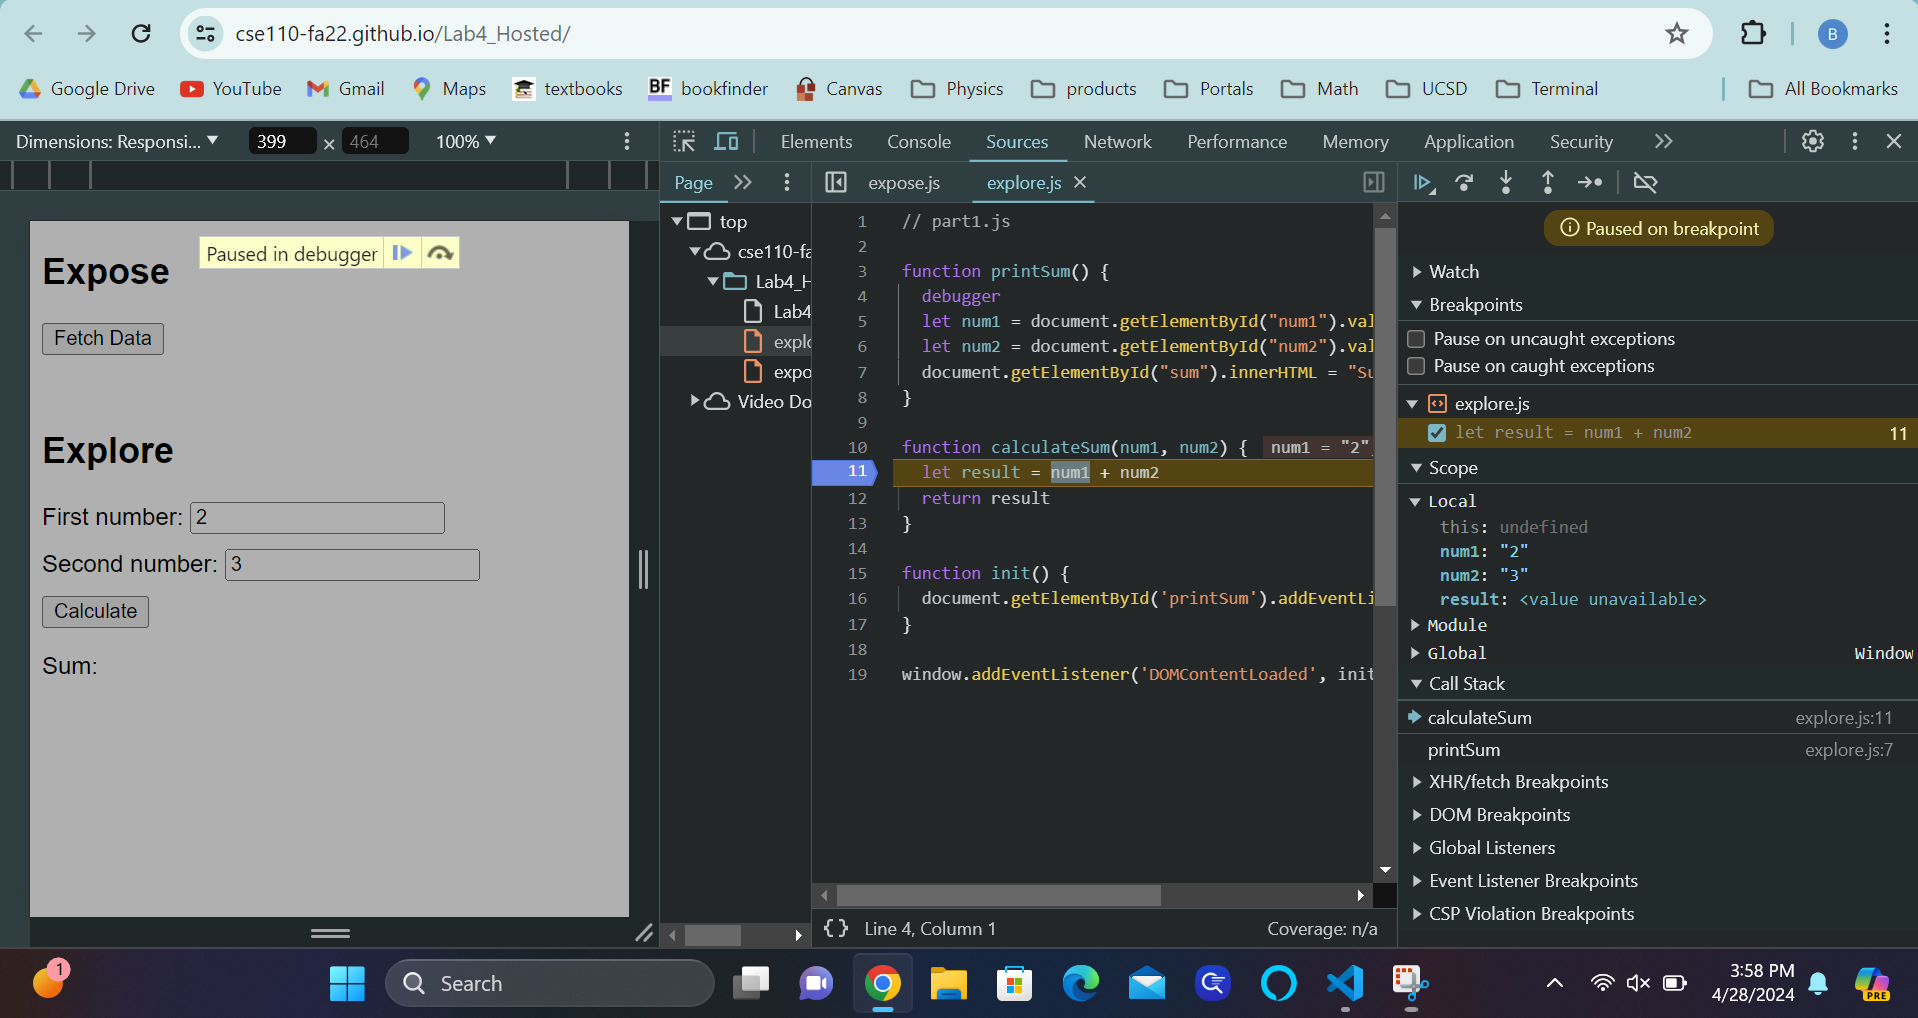 cse110-fa22.github.io/Lab4_Hosted/
B
Google Drive YouTube Gmail Maps textbooks BF bookfinder Canvas Physics products Portals Math UCSD Terminal All Bookmarks
Dimensions: Responsi... 399 × 464 100%
Elements Console Sources Network Performance Memory Application Security
Page
top
cse110-fa
Lab4_H
Lab4
explo
expo
Video Do
Paused in debugger
Expose
Fetch Data
Explore
First number: 2
Second number: 3
Calculate
Sum:
expose.js explore.js
1 // part1.js
2
3 function printSum() {
4 debugger
5 let num1 = document.getElementById("num1").val
6 let num2 = document.getElementById("num2").val
7 document.getElementById("sum").innerHTML = "Su
8 }
9
10 function calculateSum(num1, num2) { num1 = "2",
11 let result = num1 + num2
12 return result
13 }
14
15 function init() {
16 document.getElementById('printSum').addEventLi
17 }
18
19 window.addEventListener('DOMContentLoaded', init
{} Line 4, Column 1 Coverage: n/a
Paused on breakpoint
Watch
Breakpoints
Pause on uncaught exceptions
Pause on caught exceptions
explore.js
let result = num1 + num2 11
Scope
Local
this: undefined
num1: "2"
num2: "3"
result: <value unavailable>
Module
Global Window
Call Stack
calculateSum explore.js:11
printSum explore.js:7
XHR/fetch Breakpoints
DOM Breakpoints
Global Listeners
Event Listener Breakpoints
CSP Violation Breakpoints
1
Search
3:58 PM
4/28/2024
PRE